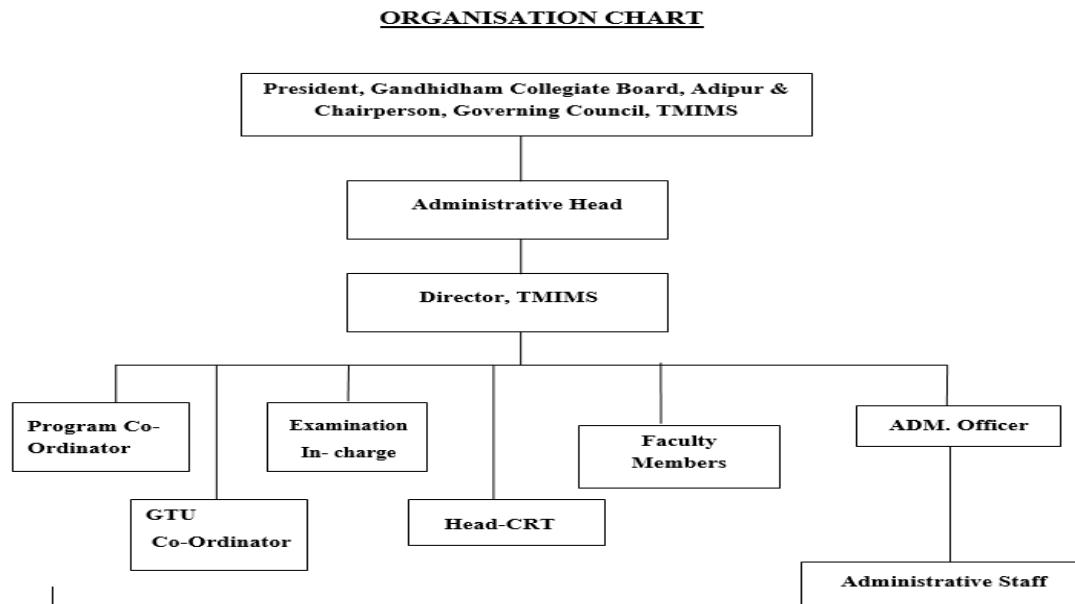 ORGANISATION CHART
President, Gandhidham Collegiate Board, Adipur &
Chairperson, Governing Council, TMIMS
Administrative Head
Director, TMIMS
Program Co-
Ordinator
GTU
Co-Ordinator
Examination
In- charge
Head-CRT
Faculty
Members
ADM. Officer
Administrative Staff